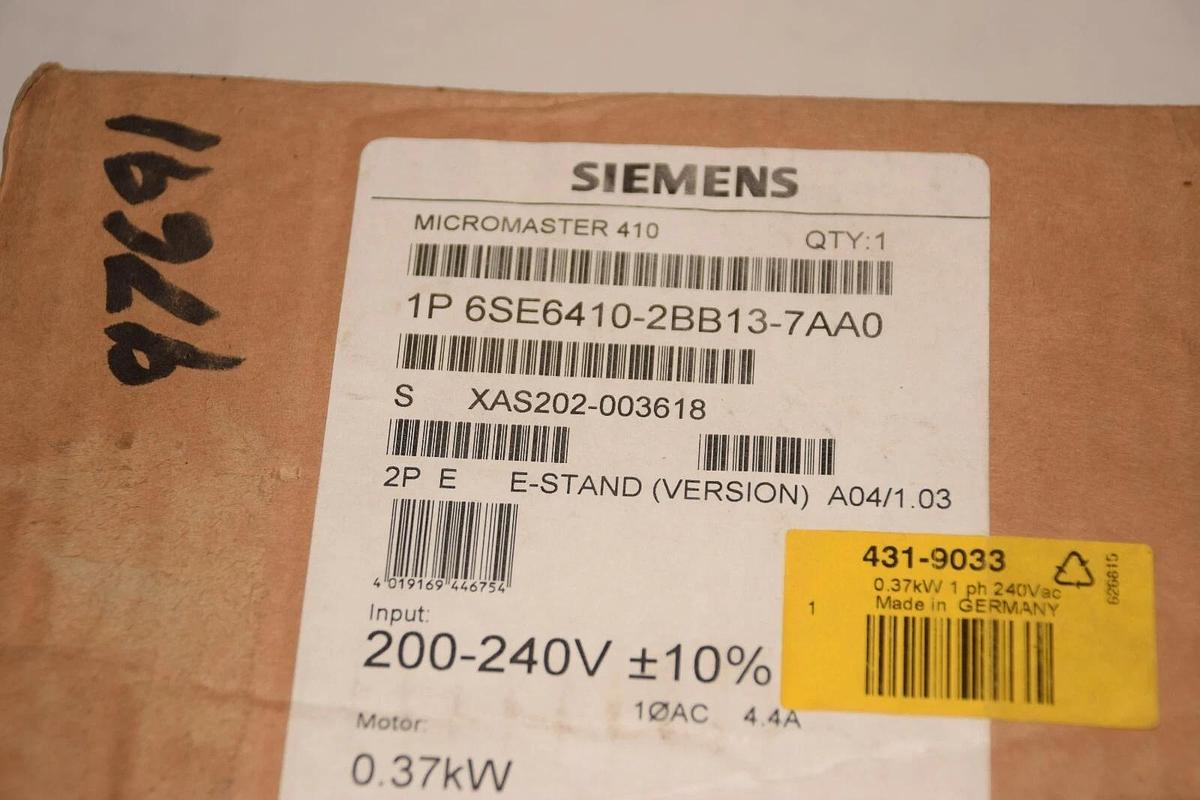 97691
SIEMENS
MICROMASTER 410 QTY:1
1P 6SE6410-2BB13-7AA0
S XAS202-003618
2P E E-STAND (VERSION) A04/1.03
4 019169 446754
Input:
200-240V ±10%
1ØAC 4.4A
Motor:
0.37kW
431-9033
0.37kW 1 ph 240Vac
Made in GERMANY
1
626815